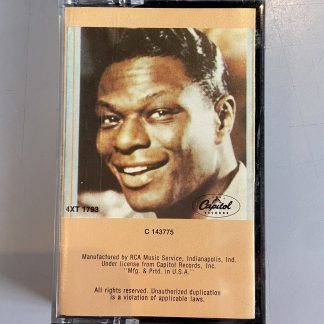 4XT 1793
Capitol
RECORDS
C 143775
Manufactured by RCA Music Service, Indianapolis, Ind.
Under license from Capitol Records, Inc.
"Mfg. & Prtd. in U.S.A."
All rights reserved. Unauthorized duplication
is a violation of applicable laws.